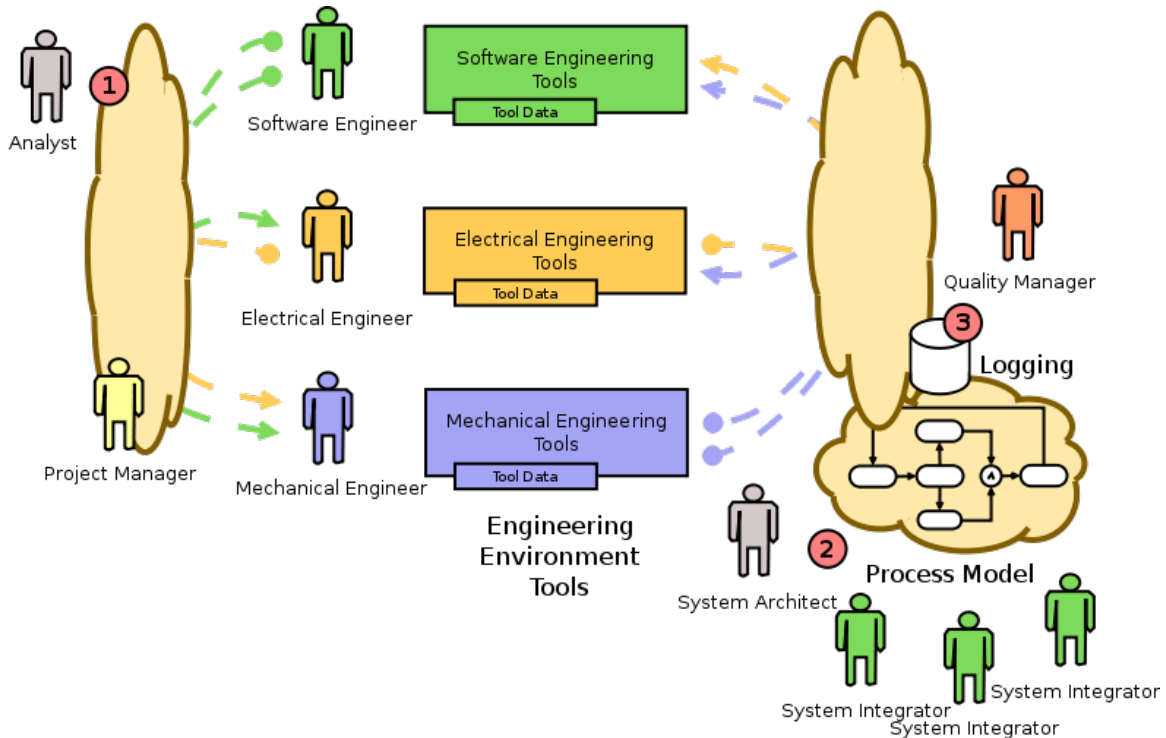 1
Analyst
Software Engineer
Software Engineering
Tools
Tool Data
Electrical Engineer
Electrical Engineering
Tools
Tool Data
Quality Manager
3
Logging
Project Manager
Mechanical Engineer
Mechanical Engineering
Tools
Tool Data
Engineering
Environment
Tools
System Architect
2
Process Model
System Integrator
System Integrator
System Integrator